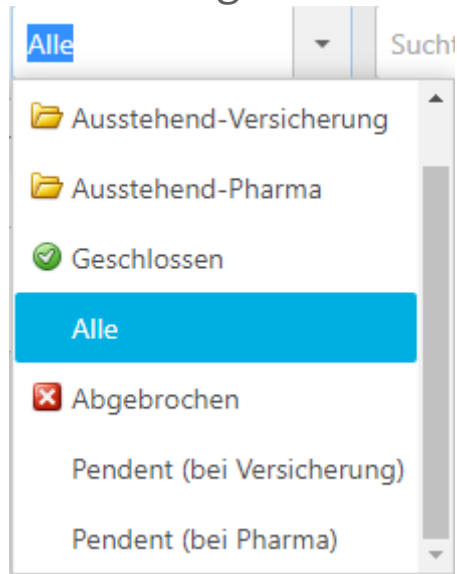 Alle
Sucht
Ausstehend-Versicherung
Ausstehend-Pharma
Geschlossen
Alle
Abgebrochen
Pendent (bei Versicherung)
Pendent (bei Pharma)